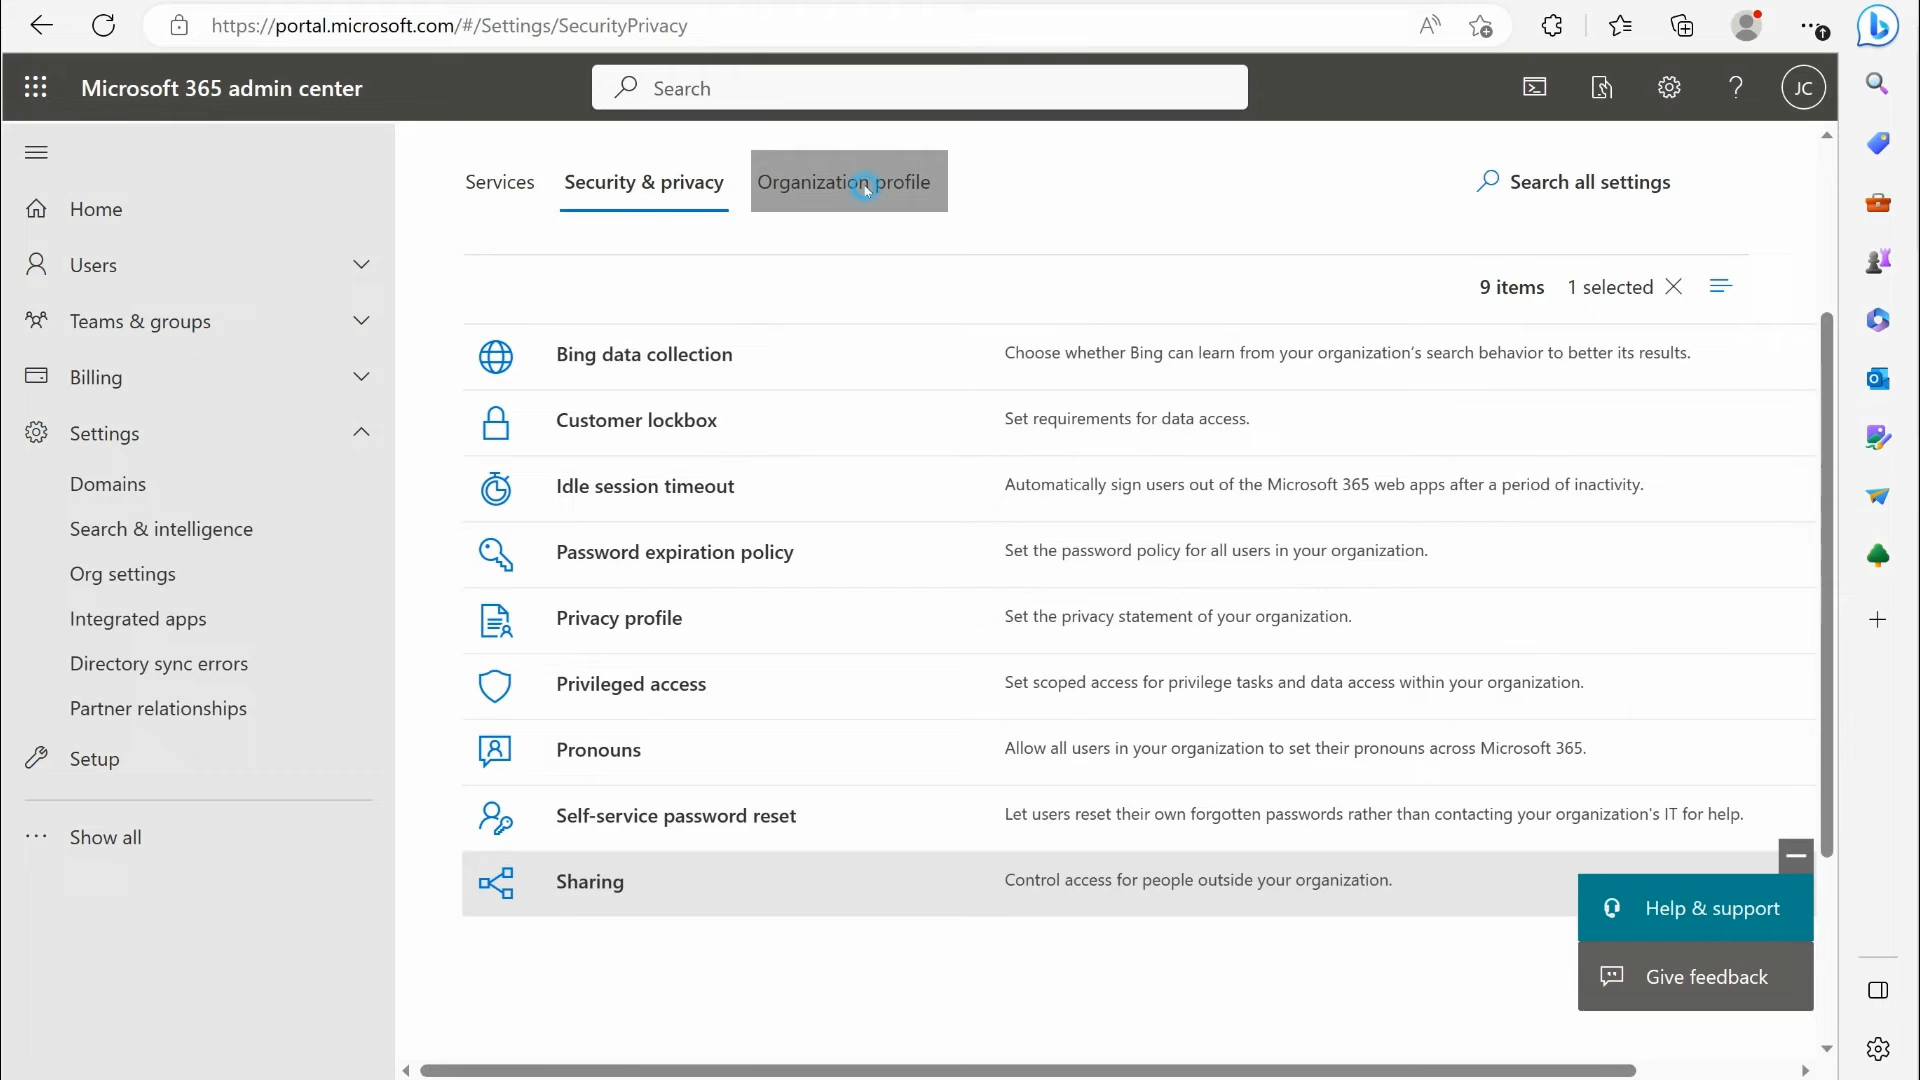 https://portal.microsoft.com/#/Settings/SecurityPrivacy
Microsoft 365 admin center
Search
JC
Services
Security & privacy
Organization profile
Search all settings
Home
Users
Teams & groups
Billing
Settings
Domains
Search & intelligence
Org settings
Integrated apps
Directory sync errors
Partner relationships
Setup
Show all
9 items
1 selected
Bing data collection
Choose whether Bing can learn from your organization's search behavior to better its results.
Customer lockbox
Set requirements for data access.
Idle session timeout
Automatically sign users out of the Microsoft 365 web apps after a period of inactivity.
Password expiration policy
Set the password policy for all users in your organization.
Privacy profile
Set the privacy statement of your organization.
Privileged access
Set scoped access for privilege tasks and data access within your organization.
Pronouns
Allow all users in your organization to set their pronouns across Microsoft 365.
Self-service password reset
Let users reset their own forgotten passwords rather than contacting your organization's IT for help.
Sharing
Control access for people outside your organization.
Help & support
Give feedback